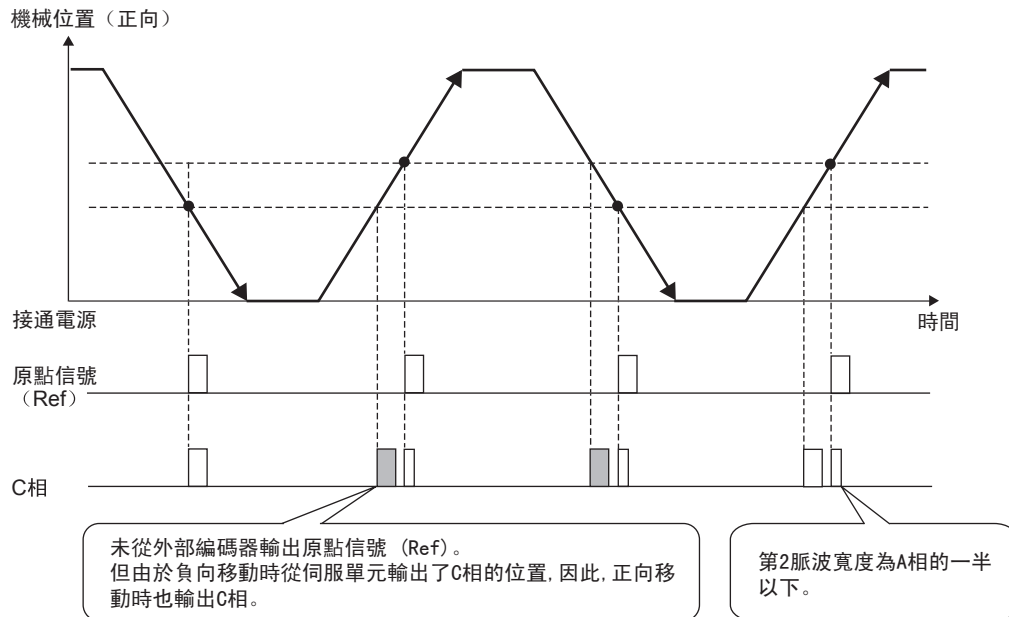 機械位置（正向）
接通電源
時間
原點信號
（Ref）
C相
未從外部編碼器輸出原點信號 (Ref)。
但由於負向移動時從伺服單元輸出了C相的位置, 因此, 正向移
動時也輸出C相。
第2脈波寬度為A相的一半
以下。